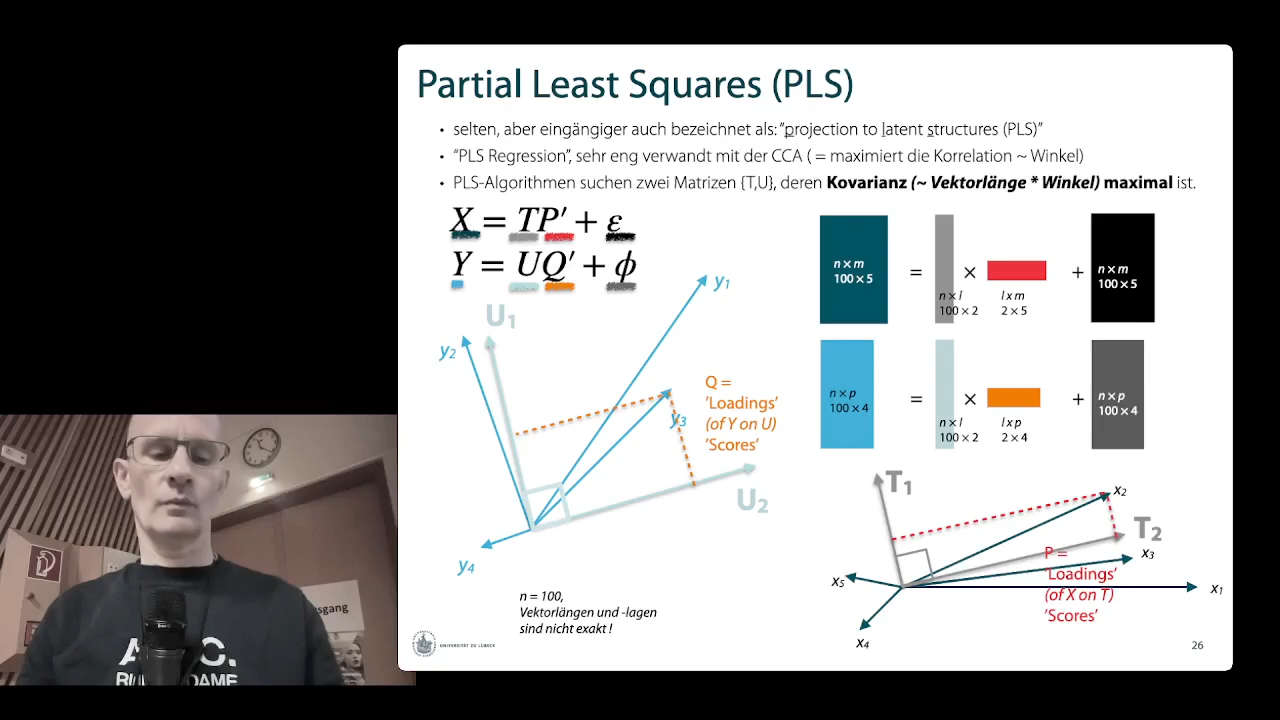 Partial Least Squares (PLS)
• selten, aber eingängiger auch bezeichnet als: "projection to latent structures (PLS)"
• "PLS Regression", sehr eng verwandt mit der CCA ( = maximiert die Korrelation ~ Winkel)
• PLS-Algorithmen suchen zwei Matrizen {T,U}, deren Kovarianz (~ Vektorlänge * Winkel) maximal ist.
X = TP' + ε
Y = UQ' + ϕ
n × m
100 × 5
=
×
+
n × m
100 × 5
n × l
100 × 2
l x m
2 x 5
n × p
100 × 4
=
×
+
n × p
100 × 4
n × l
100 × 2
l x p
2 × 4
U1
U2
y1
y2
y3
y4
Q =
'Loadings'
(of Y on U)
'Scores'
T1
T2
x1
x2
x3
x4
x5
P =
'Loadings'
(of X on T)
'Scores'
n = 100,
Vektorlängen und -lagen
sind nicht exakt !
UNIVERSITÄT ZU LÜBECK
26